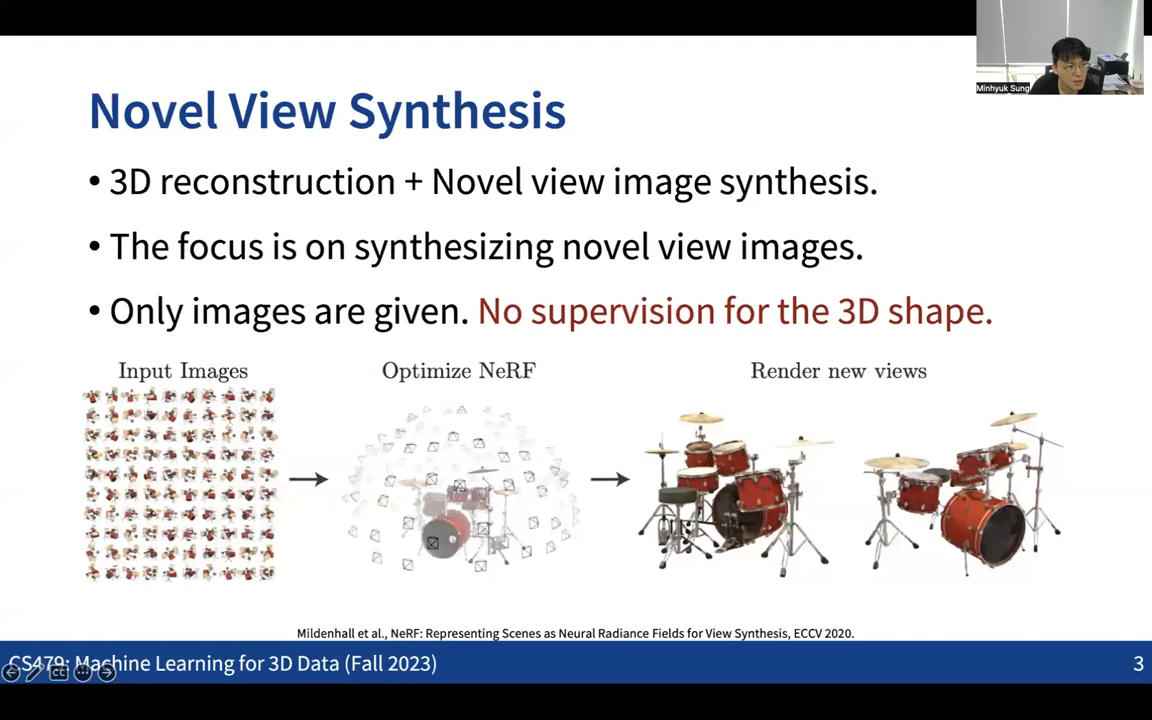 Minhyuk Sung
Novel View Synthesis
• 3D reconstruction + Novel view image synthesis.
• The focus is on synthesizing novel view images.
• Only images are given. No supervision for the 3D shape.
Input Images
Optimize NeRF
Render new views
Mildenhall et al., NeRF: Representing Scenes as Neural Radiance Fields for View Synthesis, ECCV 2020.
CS479: Machine Learning for 3D Data (Fall 2023)
3
CC